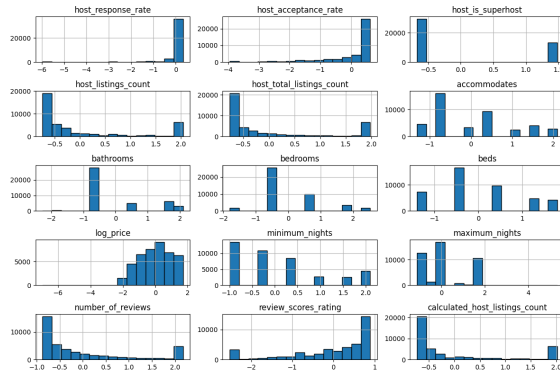 host_response_rate host_acceptance_rate host_is_superhost
20000 20000 20000
0 0 0
−6 −5 −4 −3 −2 −1 0 −4 −3 −2 −1 0 −0.5 0.0 0.5 1.0
host_listings_count host_total_listings_count accommodates
20000 20000
10000 10000 10000
0 0 0
−0.5 0.0 0.5 1.0 1.5 2.0 −0.5 0.0 0.5 1.0 1.5 2.0 −1 0 1 2
bathrooms bedrooms beds
20000 20000
10000 10000 10000
0 0 0
−2 −1 0 1 2 −2 −1 0 1 2 −1 0 1 2
log_price minimum_nights maximum_nights
10000
5000 5000 10000
0 0 0
−6 −4 −2 0 2 −1.0 −0.5 0.0 0.5 1.0 1.5 2.0 0 2 4
number_of_reviews review_scores_rating calculated_host_listings_count
20000
10000 10000 10000
0 0 0
−1.0 −0.5 0.0 0.5 1.0 1.5 2.0 −2 −1 0 1 −0.5 0.0 0.5 1.0 1.5